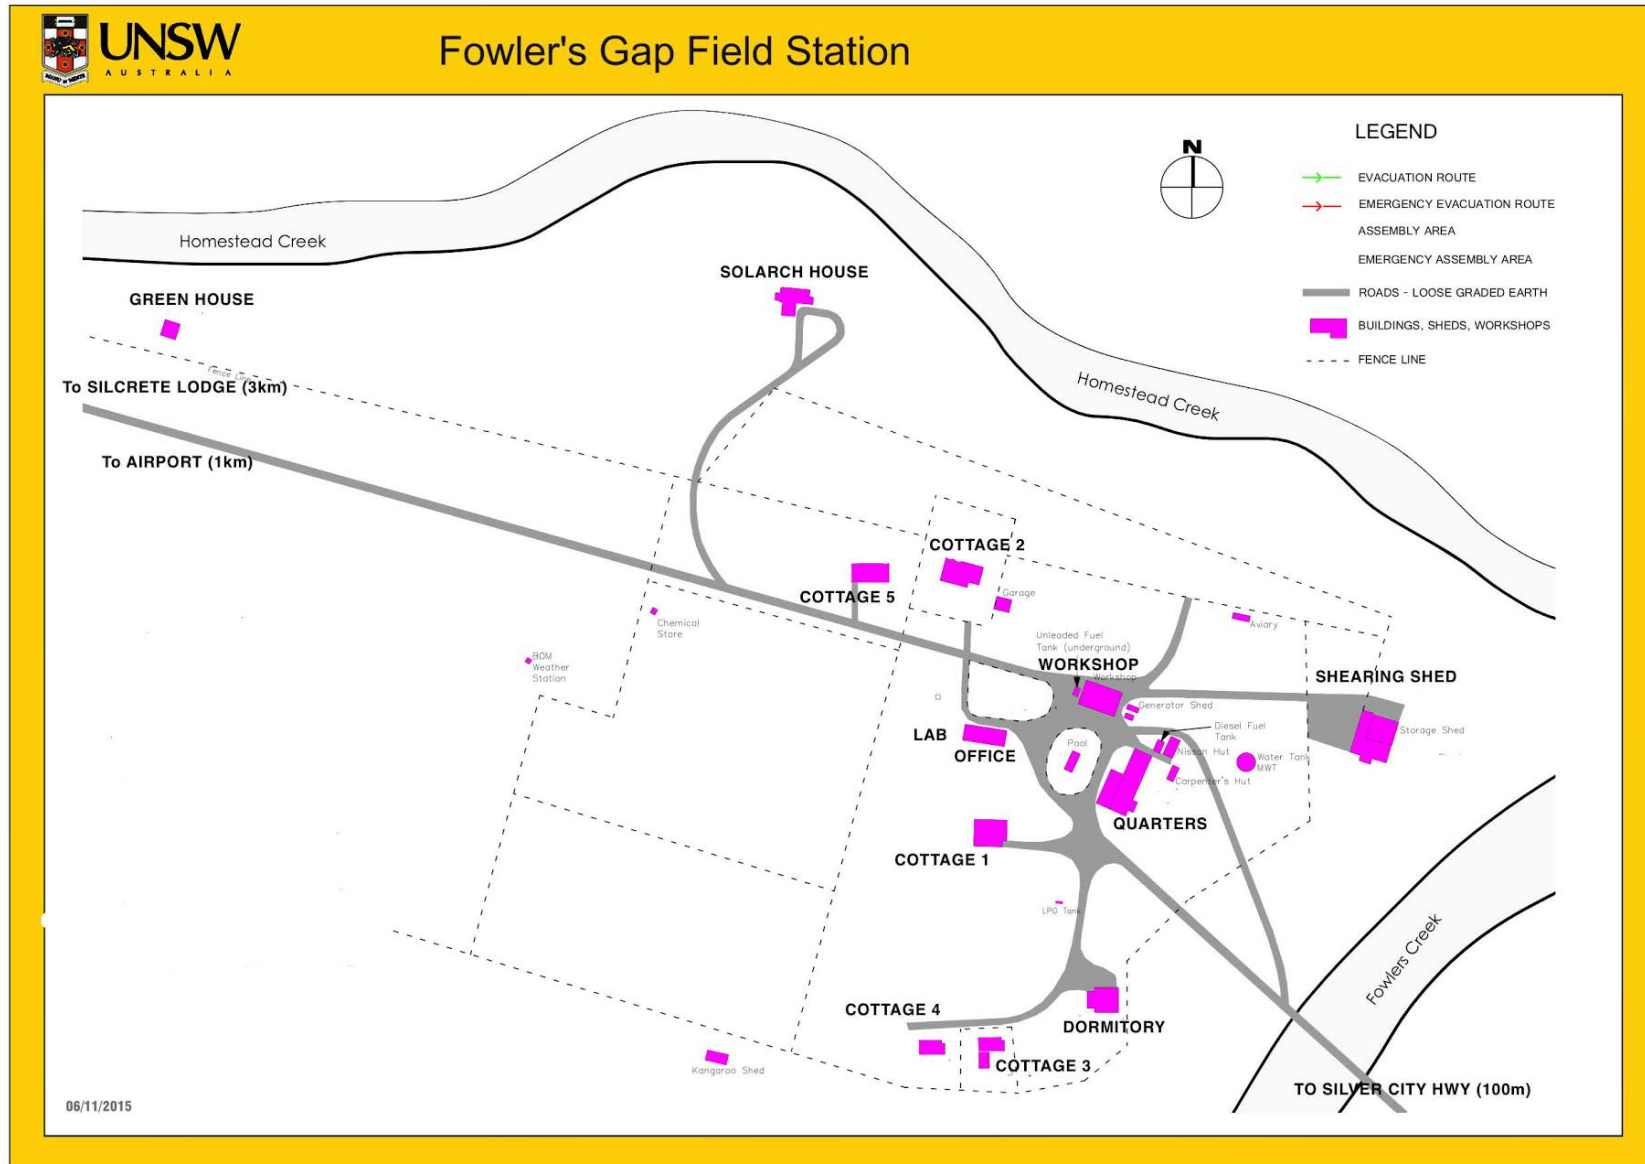 UNSW
AUSTRALIA
Fowler's Gap Field Station
N
LEGEND
EVACUATION ROUTE
EMERGENCY EVACUATION ROUTE
ASSEMBLY AREA
EMERGENCY ASSEMBLY AREA
ROADS - LOOSE GRADED EARTH
BUILDINGS, SHEDS, WORKSHOPS
FENCE LINE
Homestead Creek
SOLARCH HOUSE
GREEN HOUSE
Fence Line
To SILCRETE LODGE (3km)
Homestead Creek
To AIRPORT (1km)
COTTAGE 2
COTTAGE 5
Garage
Chemical
Store
Aviary
Unleaded Fuel
Tank (underground)
BOM
Weather
Station
WORKSHOP
Workshop
SHEARING SHED
Generator Shed
LAB
OFFICE
Pool
Diesel Fuel
Tank
Nissan Hut
Storage Shed
Water Tank
MWT
Carpenter's Hut
QUARTERS
COTTAGE 1
LPG Tank
Fowlers Creek
COTTAGE 4
DORMITORY
COTTAGE 3
Kangaroo Shed
TO SILVER CITY HWY (100m)
06/11/2015